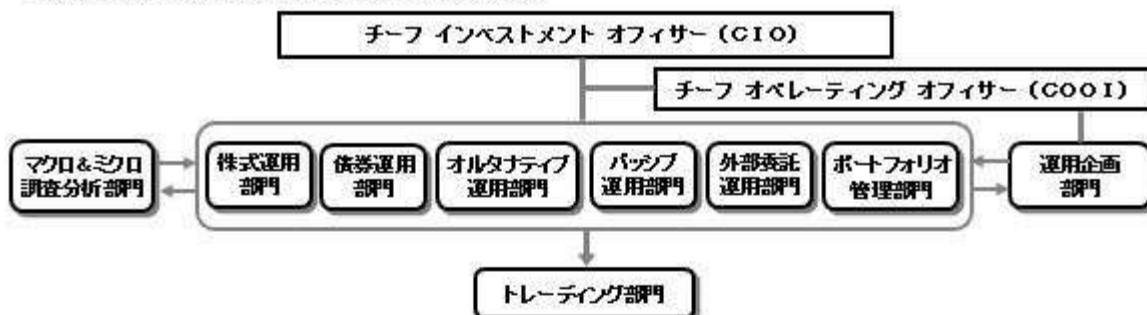 チーフ インベストメント オフィサー (CIO)
チーフ オペレーティング オフィサー (COOI)
マクロ&ミクロ
調査分析部門
株式運用
部門
債券運用
部門
オルタナティブ
運用部門
パッシブ
運用部門
外部委託
運用部門
ポートフォリオ
管理部門
運用企画
部門
トレーディング部門